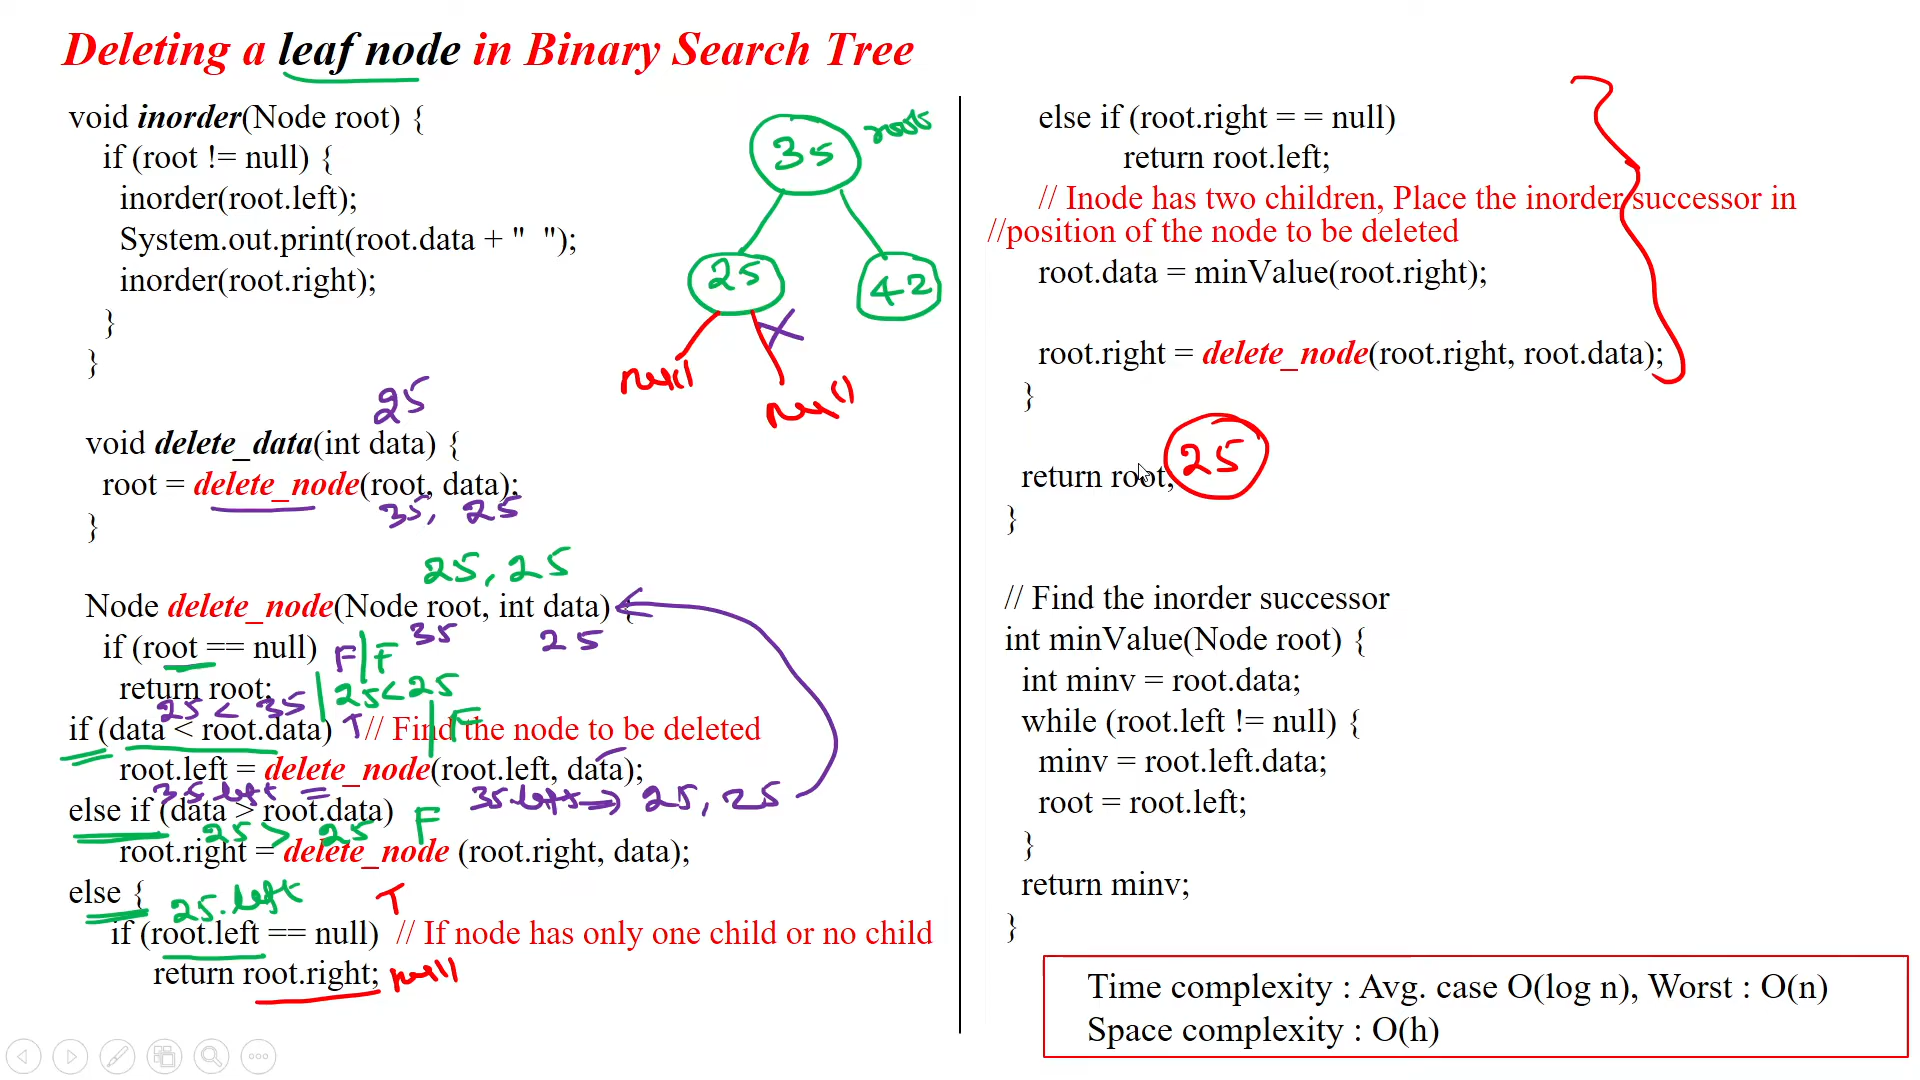 Deleting a leaf node in Binary Search Tree
void inorder(Node root) {
if (root != null) {
inorder(root.left);
System.out.print(root.data + "  ");
inorder(root.right);
}
}
35 root
25
42
null
null
25
void delete_data(int data) {
root = delete_node(root, data);
35, 25
}
25, 25
Node delete_node(Node root, int data) {
35 25
if (root == null) F | F
return root; | 25 < 25
25 < 35
if (data < root.data) T // Find the node to be deleted | F
root.left = delete_node(root.left, data);
35.left = 35.left → 25, 25
else if (data > root.data) F
25 > 25
root.right = delete_node (root.right, data);
else {
25.left T
if (root.left == null) // If node has only one child or no child
return root.right; null
else if (root.right = = null)
return root.left;
// Inode has two children, Place the inorder successor in
//position of the node to be deleted
root.data = minValue(root.right);
root.right = delete_node(root.right, root.data);
}
return root; 25
}
// Find the inorder successor
int minValue(Node root) {
int minv = root.data;
while (root.left != null) {
minv = root.left.data;
root = root.left;
}
return minv;
}
Time complexity : Avg. case O(log n), Worst : O(n)
Space complexity : O(h)